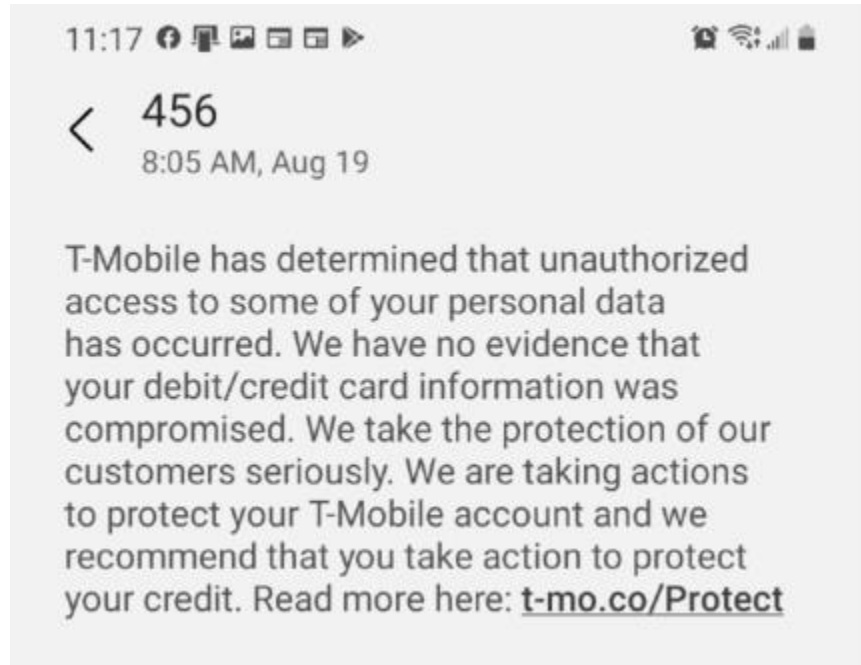 11:17
456
8:05 AM, Aug 19
T-Mobile has determined that unauthorized
access to some of your personal data
has occurred. We have no evidence that
your debit/credit card information was
compromised. We take the protection of our
customers seriously. We are taking actions
to protect your T-Mobile account and we
recommend that you take action to protect
your credit. Read more here: t-mo.co/Protect